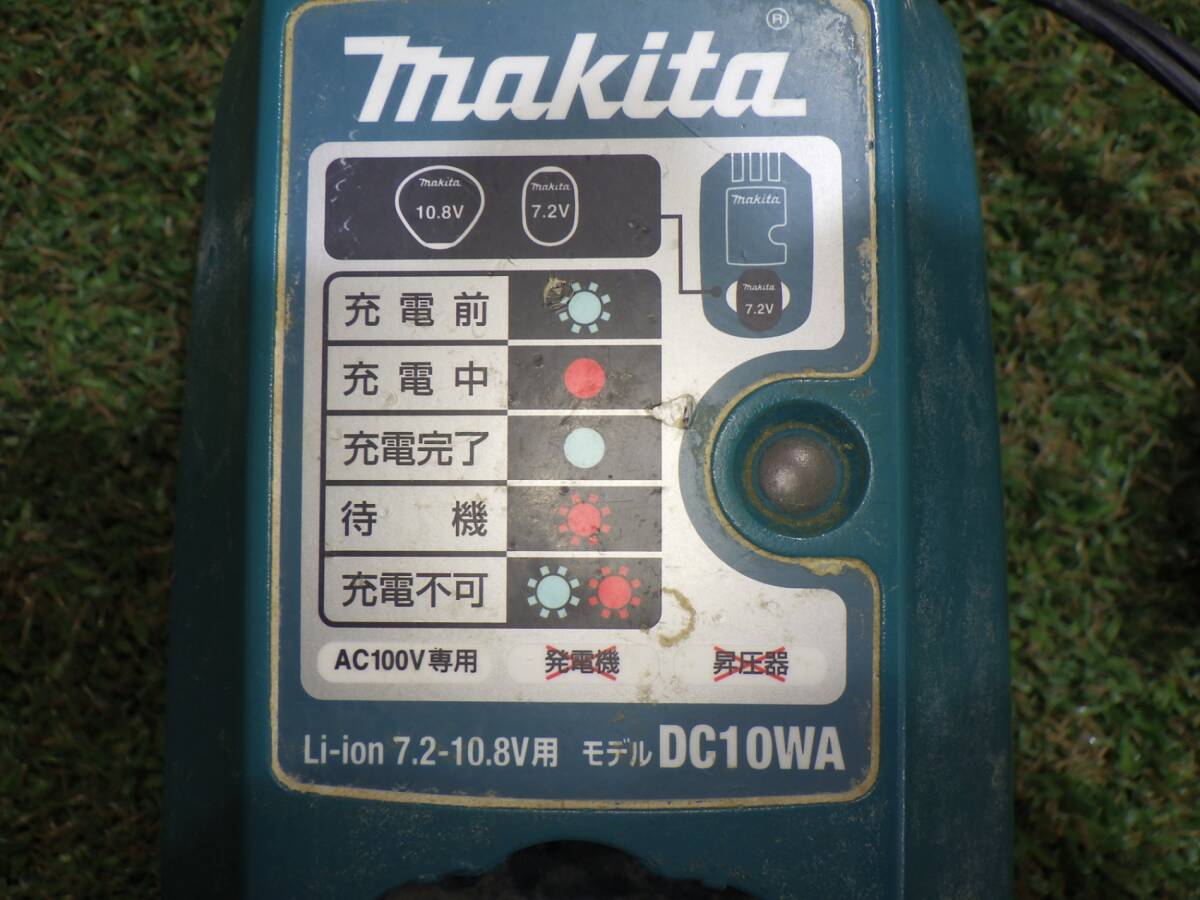 makita®
makita 10.8V
makita 7.2V
makita
makita 7.2V
充電前
充電中
充電完了
待機
充電不可
AC100V専用 発電機 昇圧器
Li-ion 7.2-10.8V用 モデル DC10WA